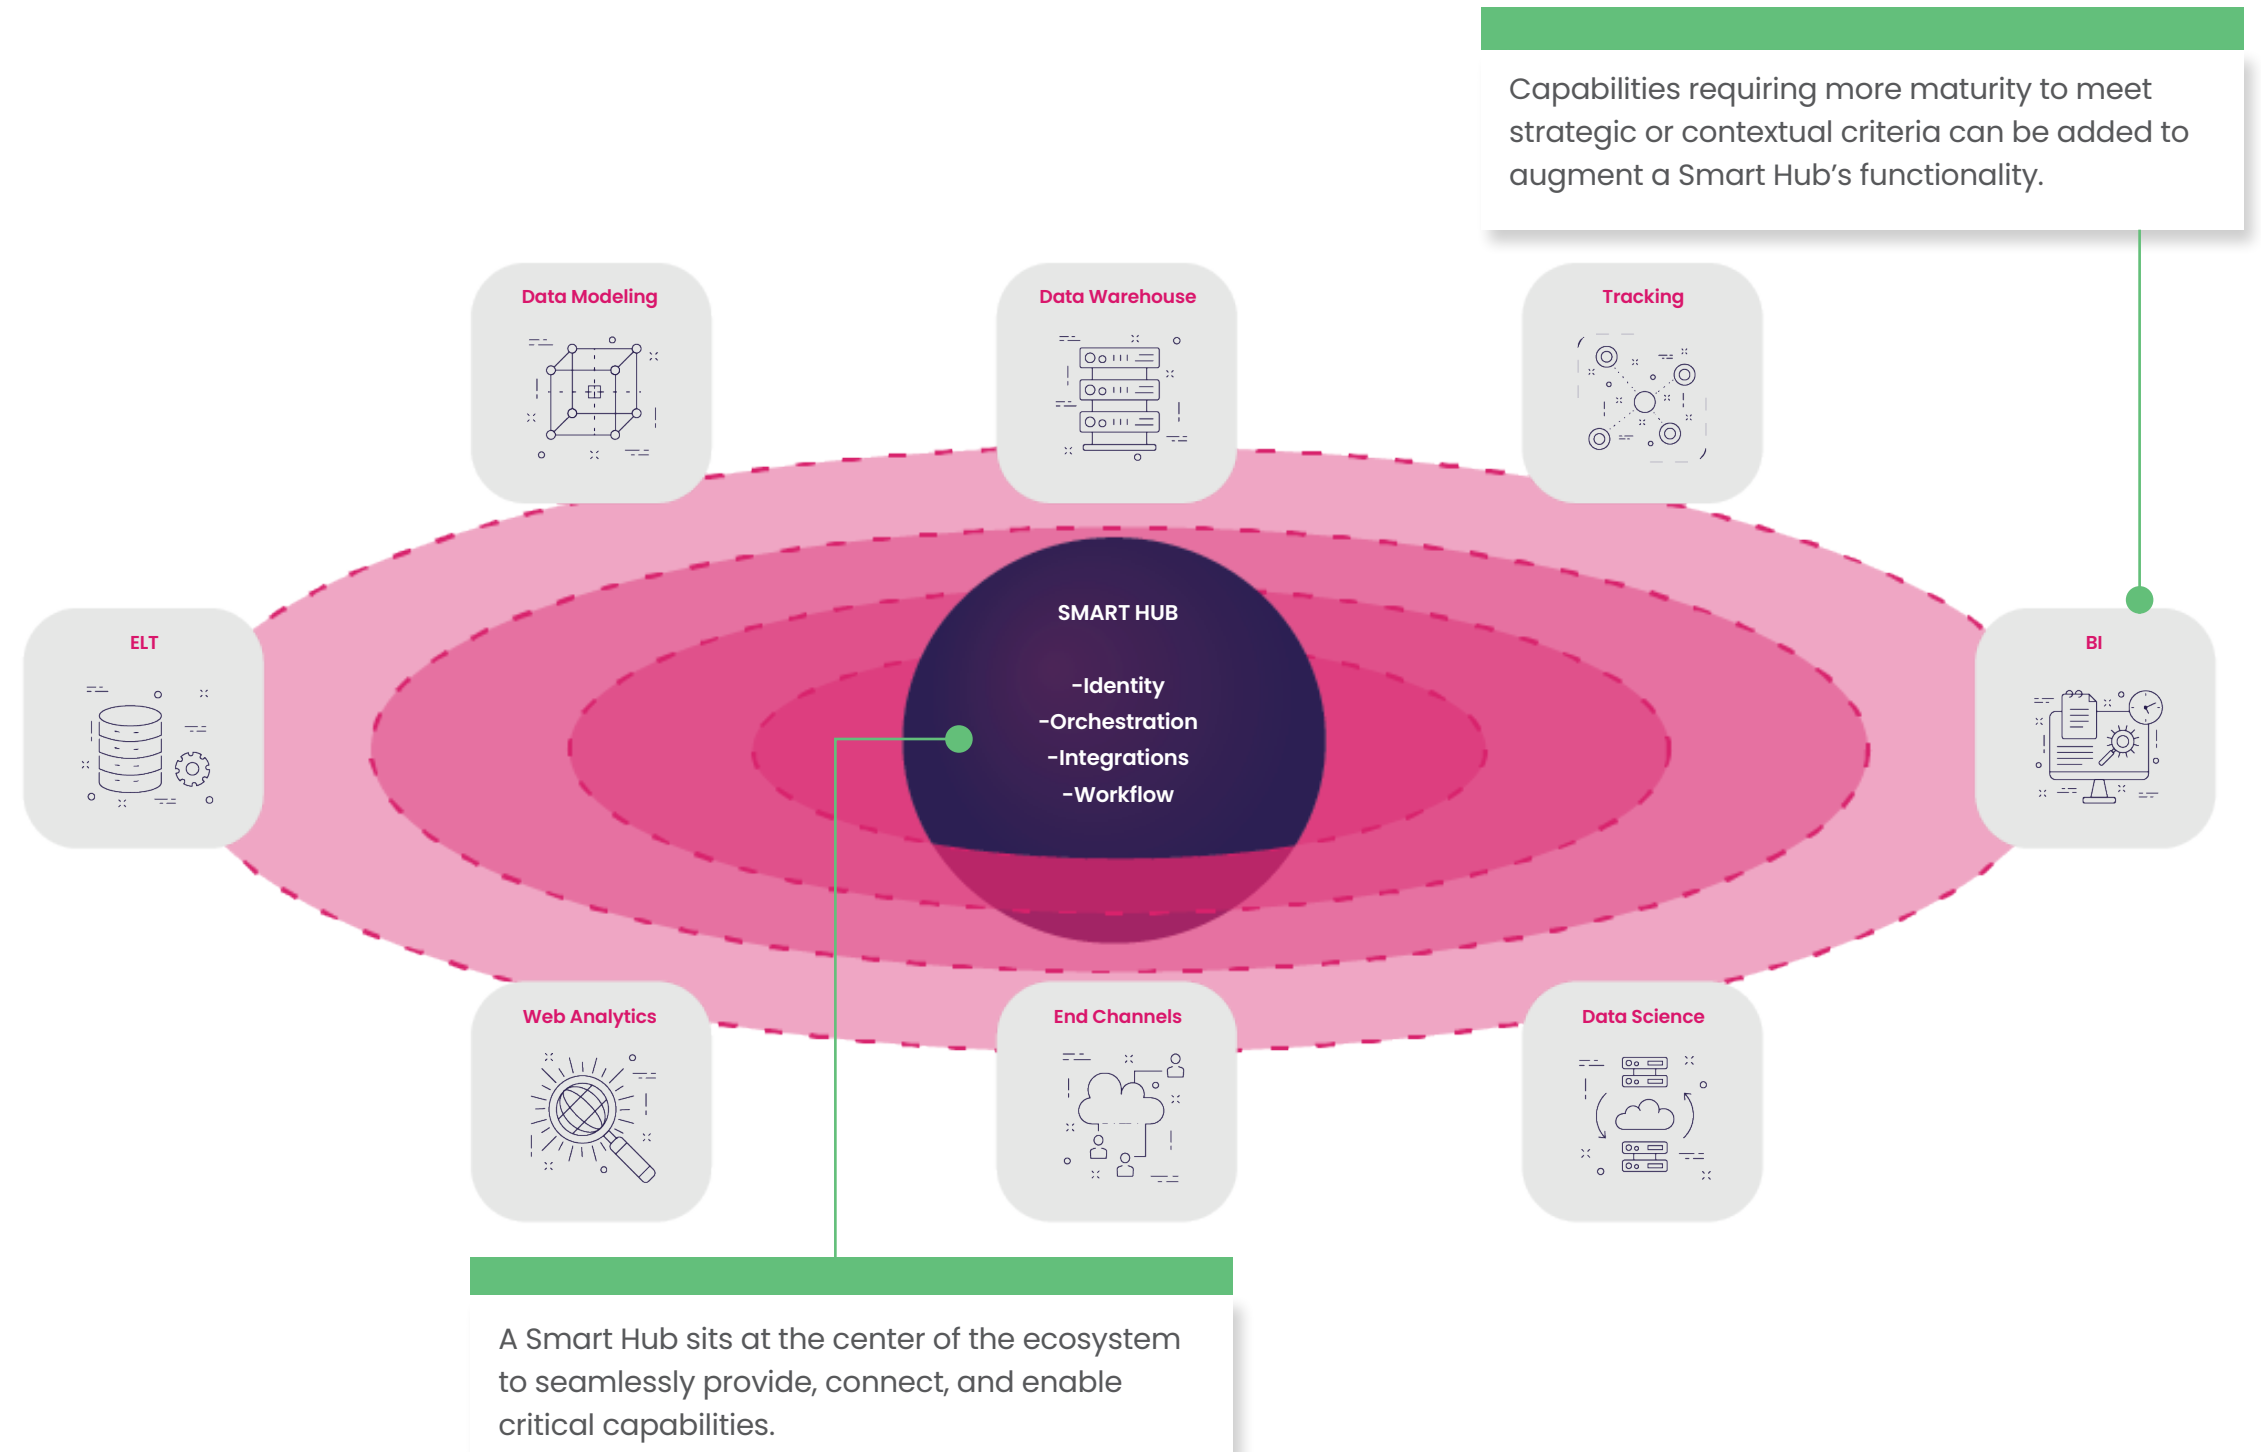 Capabilities requiring more maturity to meet
strategic or contextual criteria can be added to
augment a Smart Hub’s functionality.
Data Modeling
Data Warehouse
Tracking
ELT
SMART HUB
-Identity
-Orchestration
-Integrations
-Workflow
BI
Web Analytics
End Channels
Data Science
A Smart Hub sits at the center of the ecosystem
to seamlessly provide, connect, and enable
critical capabilities.